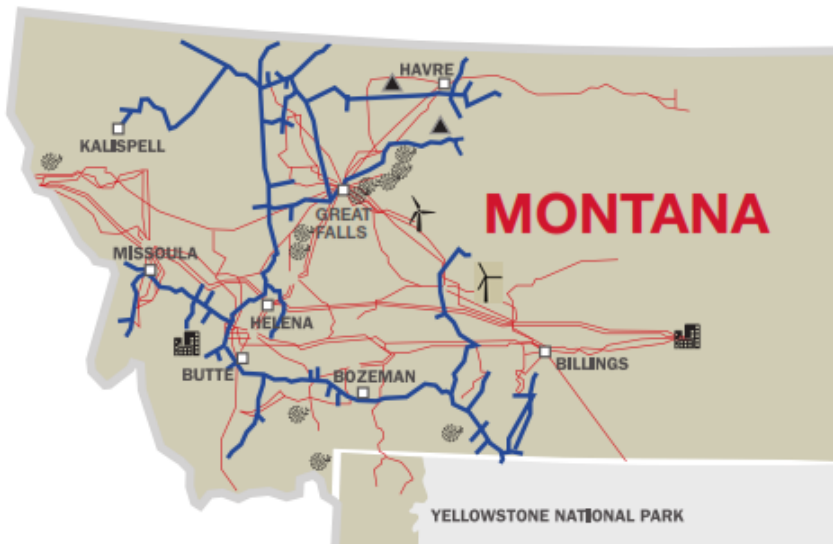 HAVRE
KALISPELL
MONTANA
GREAT
FALLS
MISSOULA
HELENA
BUTTE
BOZEMAN
BILLINGS
YELLOWSTONE NATIONAL PARK